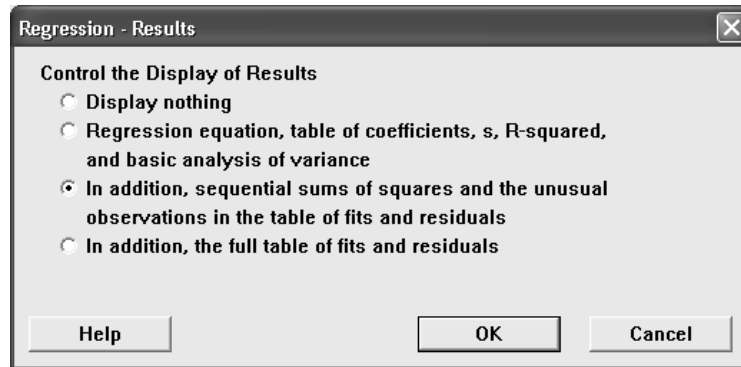 Regression - Results
Control the Display of Results
Display nothing
Regression equation, table of coefficients, s, R-squared,
and basic analysis of variance
In addition, sequential sums of squares and the unusual
observations in the table of fits and residuals
In addition, the full table of fits and residuals
Help
OK
Cancel